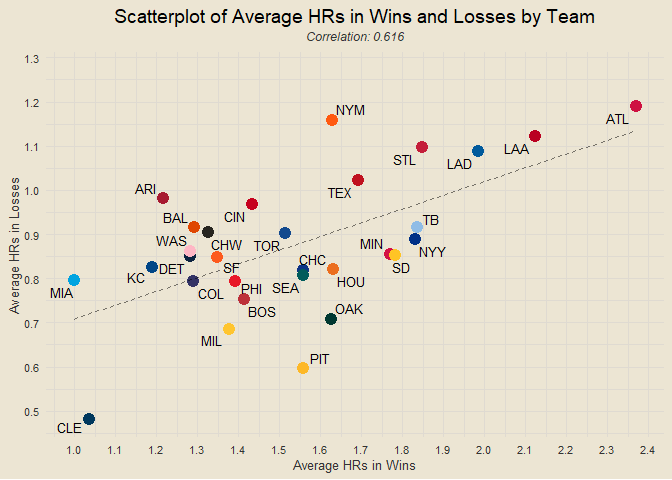 Scatterplot of Average HRs in Wins and Losses by Team
Correlation: 0.616
Average HRs in Losses
1.3
1.2
1.1
1.0
0.9
0.8
0.7
0.6
0.5
ATL
NYM
LAA
STL
LAD
TEX
ARI
CIN
BAL
TB
WAS
CHW
TOR
MIN
NYY
SD
CHC
KC
DET
SF
HOU
SEA
MIA
COL
PHI
BOS
OAK
MIL
PIT
CLE
1.0 1.1 1.2 1.3 1.4 1.5 1.6 1.7 1.8 1.9 2.0 2.1 2.2 2.3 2.4
Average HRs in Wins